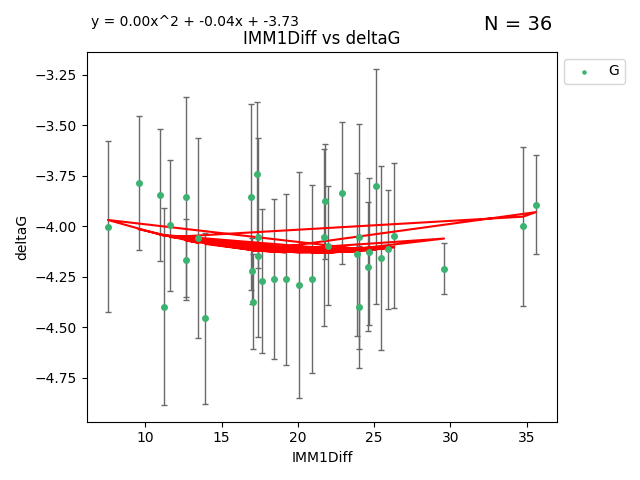 y = 0.00x^2 + -0.04x + -3.73
N = 36
IMM1Diff vs deltaG
G
−3.25
−3.50
−3.75
−4.00
−4.25
−4.50
−4.75
deltaG
10
15
20
25
30
35
IMM1Diff